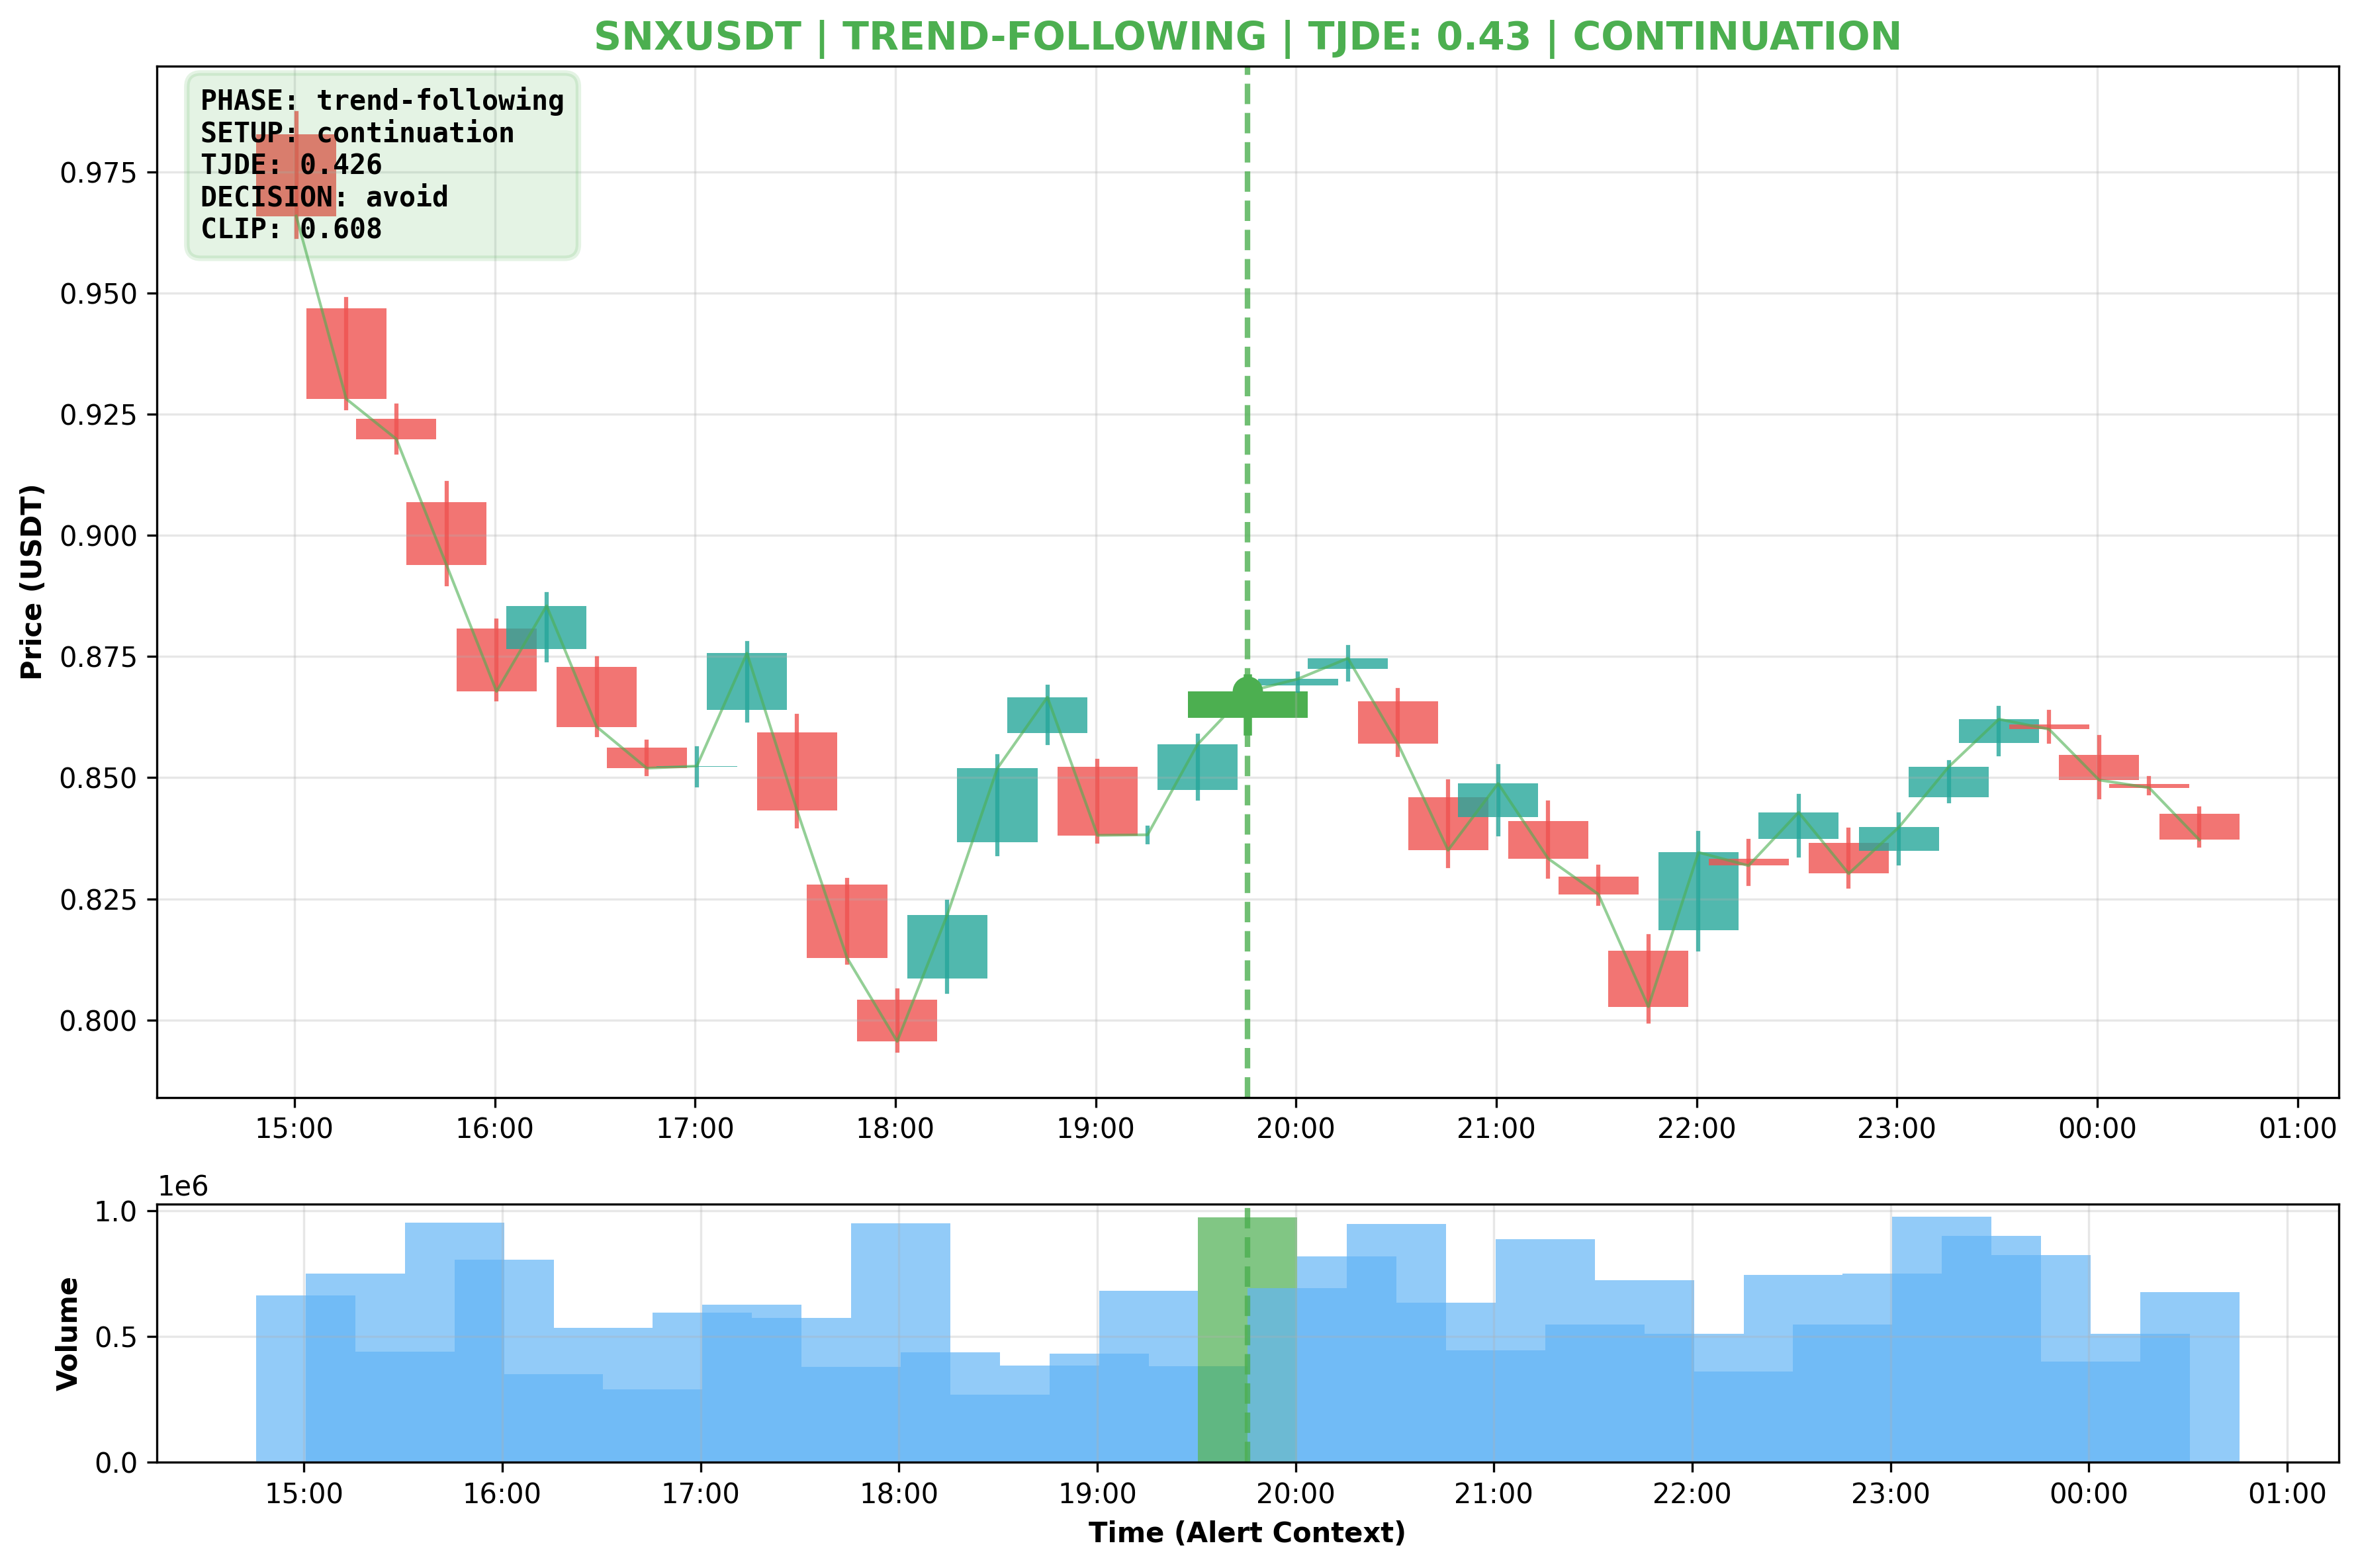 SNXUSDT | TREND-FOLLOWING | TJDE: 0.43 | CONTINUATION
PHASE: trend-following
SETUP: continuation
TJDE: 0.426
DECISION: avoid
CLIP: 0.608
Price (USDT)
0.975
0.950
0.925
0.900
0.875
0.850
0.825
0.800
15:00 16:00 17:00 18:00 19:00 20:00 21:00 22:00 23:00 00:00 01:00
1e6
Volume
1.0
0.5
0.0
15:00 16:00 17:00 18:00 19:00 20:00 21:00 22:00 23:00 00:00 01:00
Time (Alert Context)